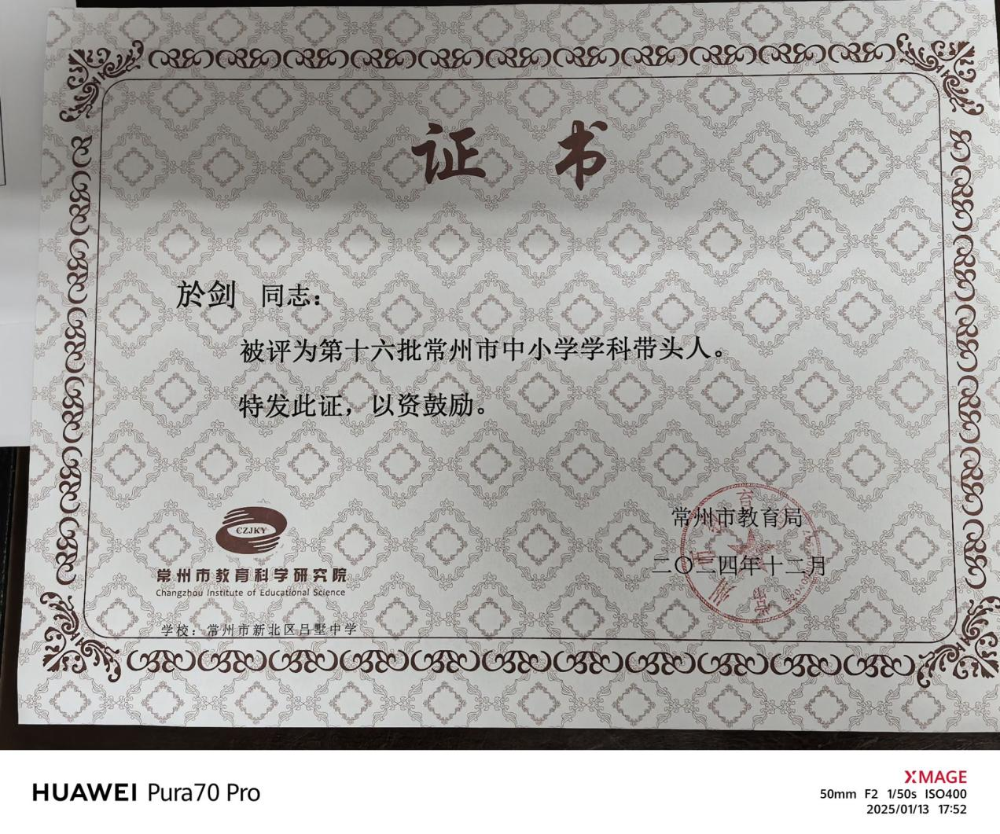 证书
於剑 同志：
被评为第十六批常州市中小学学科带头人。
特发此证，以资鼓励。
CZJKY
常州市教育科学研究院
Changzhou Institute of Educational Science
常州市教育局
二〇二四年十二月
学校：常州市新北区吕墅中学
HUAWEI Pura70 Pro
XMAGE
50mm F2 1/50s ISO400
2025/01/13 17:52